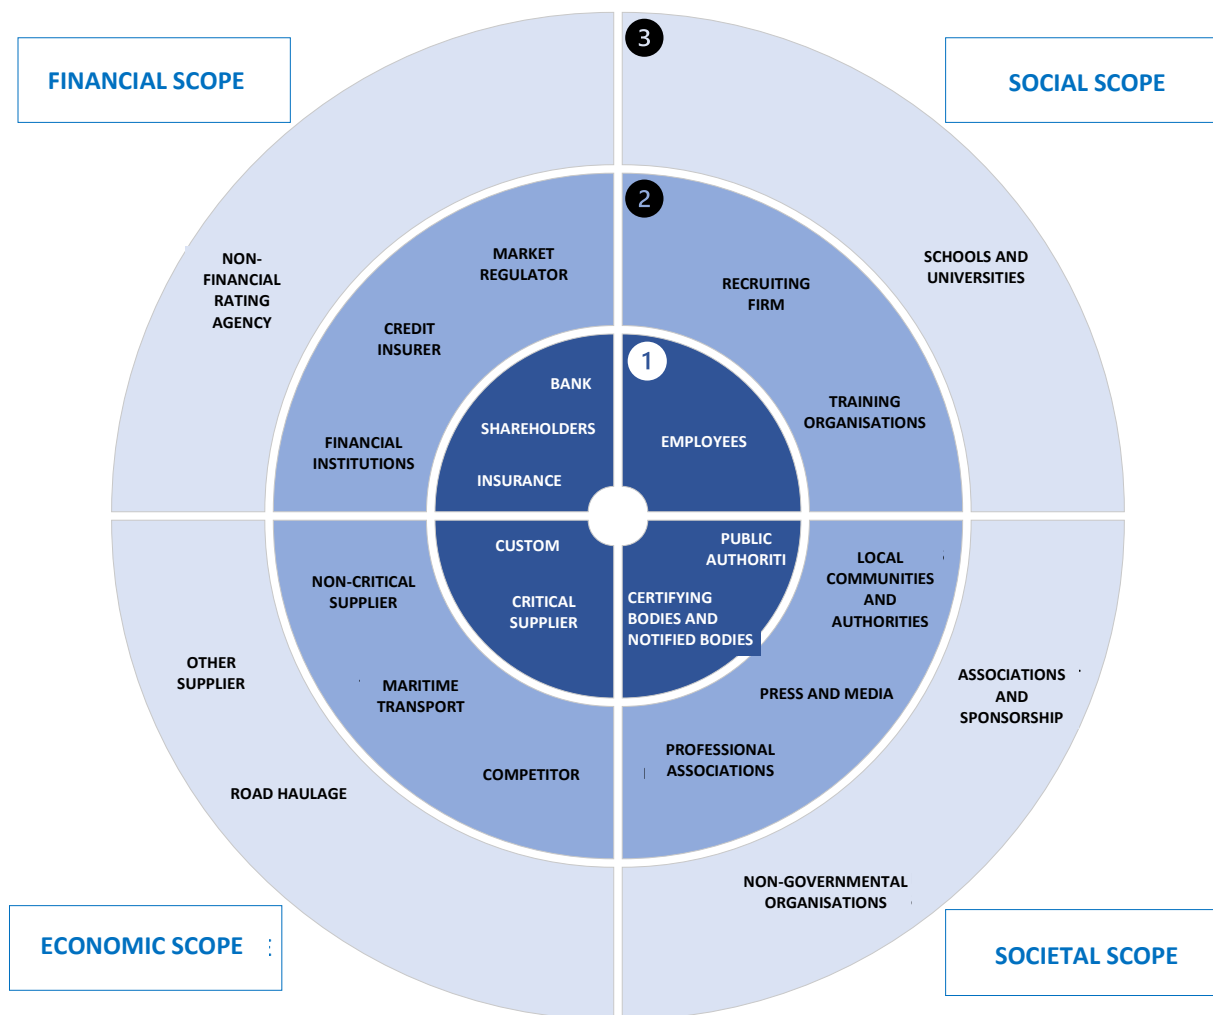 3
FINANCIAL SCOPE
SOCIAL SCOPE
2
NON-
FINANCIAL
RATING
AGENCY
MARKET
REGULATOR
CREDIT
INSURER
FINANCIAL
INSTITUTIONS
RECRUITING
FIRM
TRAINING
ORGANISATIONS
SCHOOLS AND
UNIVERSITIES
1
BANK
SHAREHOLDERS
INSURANCE
EMPLOYEES
CUSTOM
CRITICAL
SUPPLIER
PUBLIC
AUTHORITI
CERTIFYING
BODIES AND
NOTIFIED BODIES
NON-CRITICAL
SUPPLIER
MARITIME
TRANSPORT
COMPETITOR
LOCAL
COMMUNITIES
AND
AUTHORITIES
PRESS AND MEDIA
PROFESSIONAL
ASSOCIATIONS
OTHER
SUPPLIER
ROAD HAULAGE
ASSOCIATIONS
AND
SPONSORSHIP
NON-GOVERNMENTAL
ORGANISATIONS
ECONOMIC SCOPE
SOCIETAL SCOPE